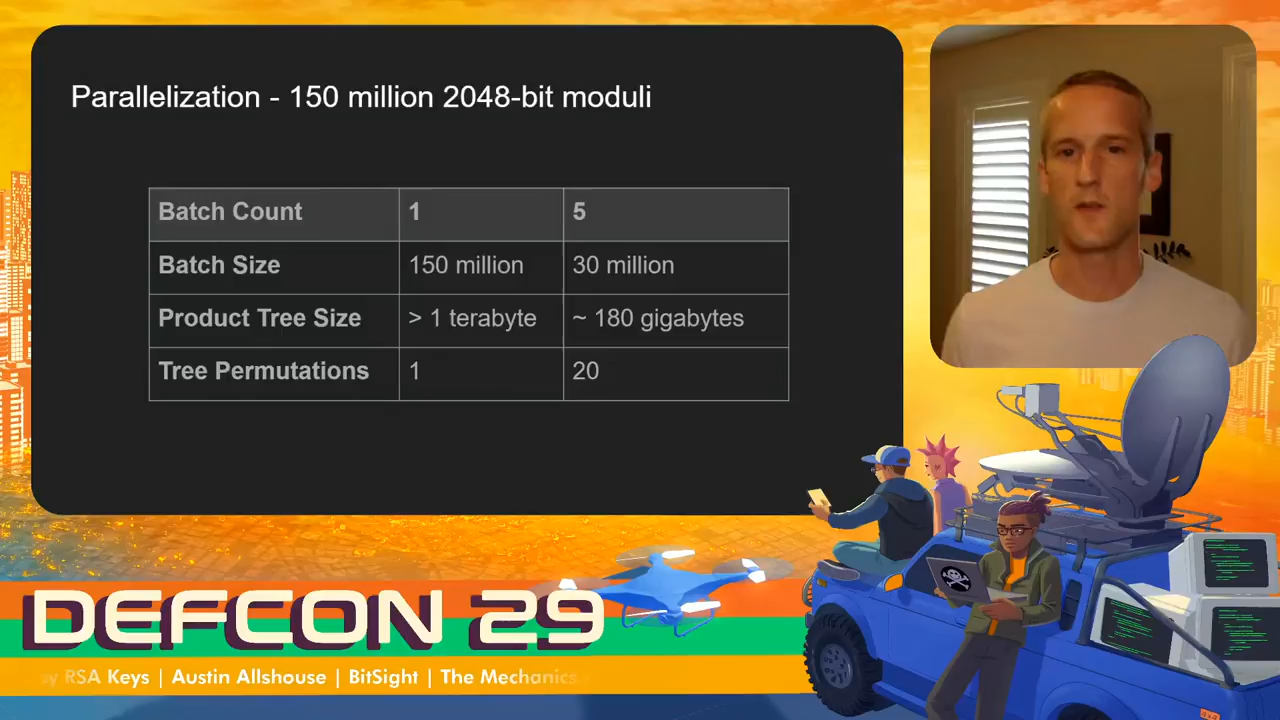 Parallelization - 150 million 2048-bit moduli
Batch Count 1 5
Batch Size 150 million 30 million
Product Tree Size > 1 terabyte ~ 180 gigabytes
Tree Permutations 1 20
DEFCON 29
RSA Keys | Austin Allshouse | BitSight | The Mechanics